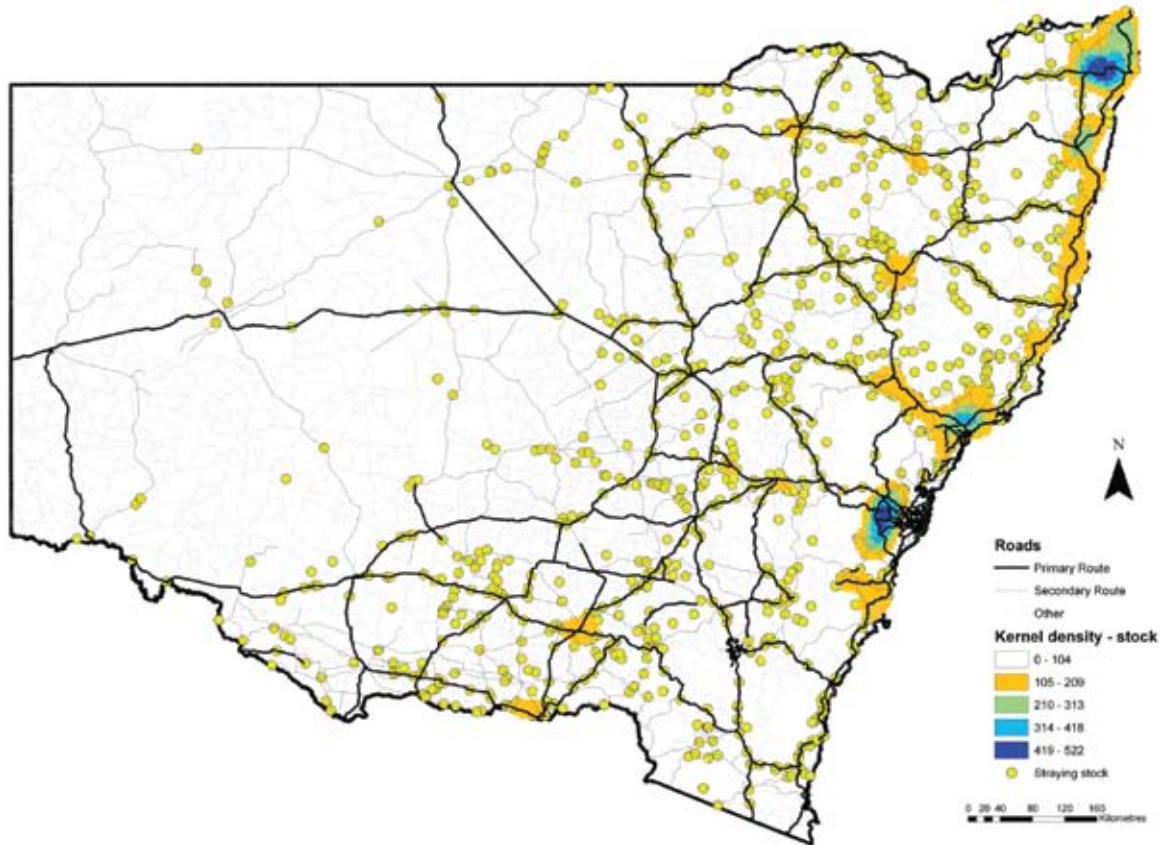 N
Roads
Primary Route
Secondary Route
Other
Kernel density - stock
0 - 104
105 - 209
210 - 313
314 - 418
419 - 522
Straying stock
0 20 40 80 120 160
Kilometres